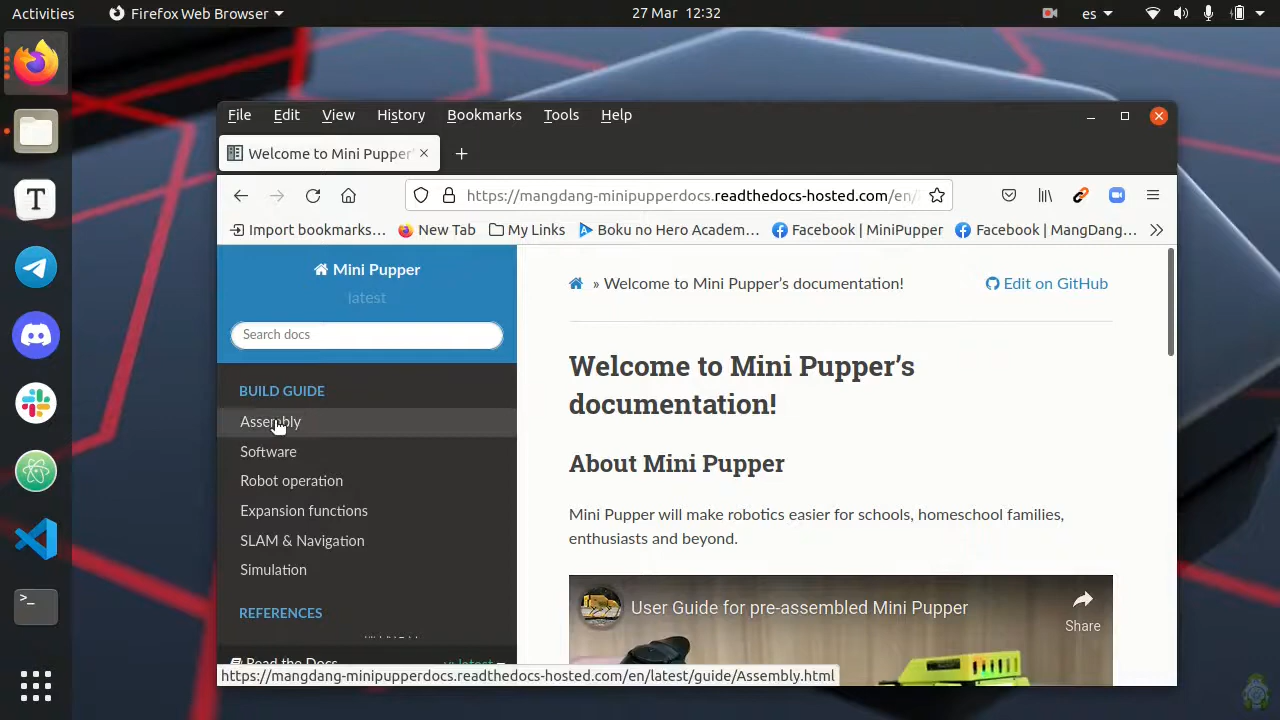 Activities
Firefox Web Browser
27 Mar 12:32
es
File Edit View History Bookmarks Tools Help
Welcome to Mini Pupper'
https://mangdang-minipupperdocs.readthedocs-hosted.com/en/
Import bookmarks…
New Tab
My Links
Boku no Hero Academ…
Facebook | MiniPupper
Facebook | MangDang…
Mini Pupper
latest
Search docs
BUILD GUIDE
Assembly
Software
Robot operation
Expansion functions
SLAM & Navigation
Simulation
REFERENCES
Read the Docs
v: latest
» Welcome to Mini Pupper's documentation!
Edit on GitHub
Welcome to Mini Pupper's
documentation!
About Mini Pupper
Mini Pupper will make robotics easier for schools, homeschool families,
enthusiasts and beyond.
User Guide for pre-assembled Mini Pupper
Share
https://mangdang-minipupperdocs.readthedocs-hosted.com/en/latest/guide/Assembly.html